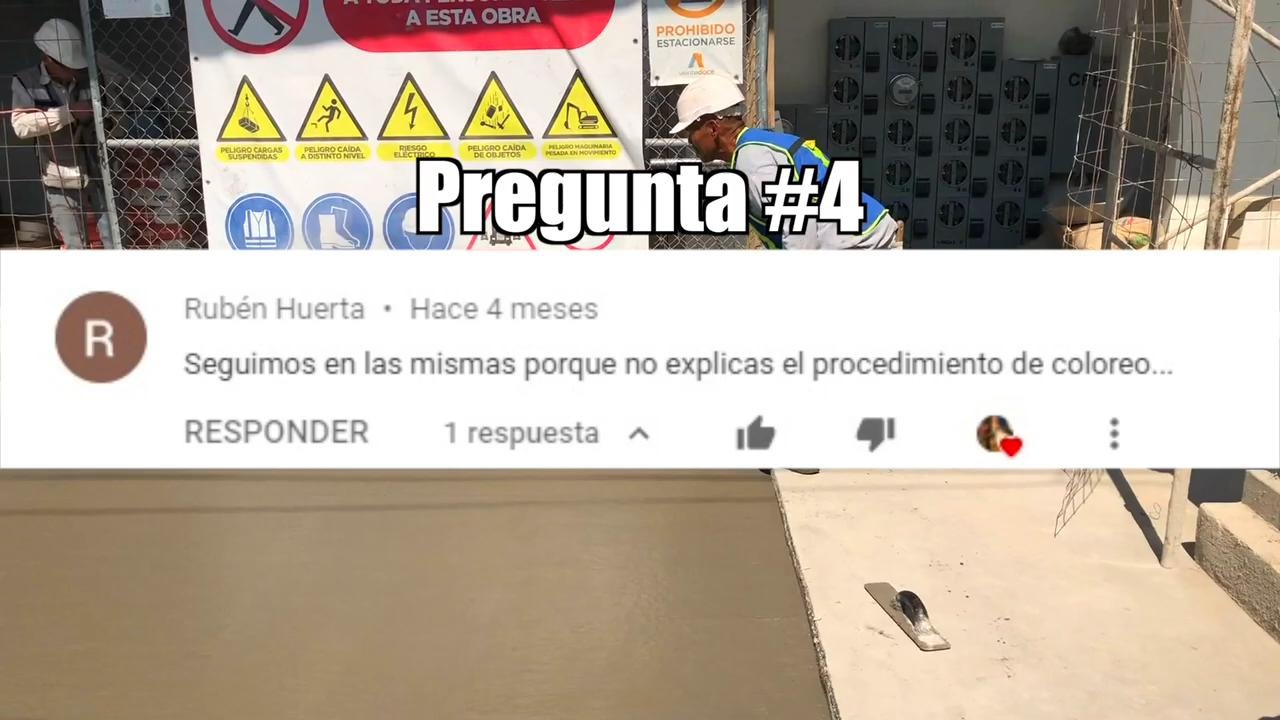 A ESTA OBRA
PROHIBIDO
ESTACIONARSE
PELIGRO CARGAS
SUSPENDIDAS
PELIGRO CAÍDA
A DISTINTO NIVEL
RIESGO
ELÉCTRICO
PELIGRO CAÍDA
DE OBJETOS
PELIGRO MAQUINARIA
PESADA EN MOVIMIENTO
Pregunta #4
R
Rubén Huerta • Hace 4 meses
Seguimos en las mismas porque no explicas el procedimiento de coloreo...
RESPONDER
1 respuesta